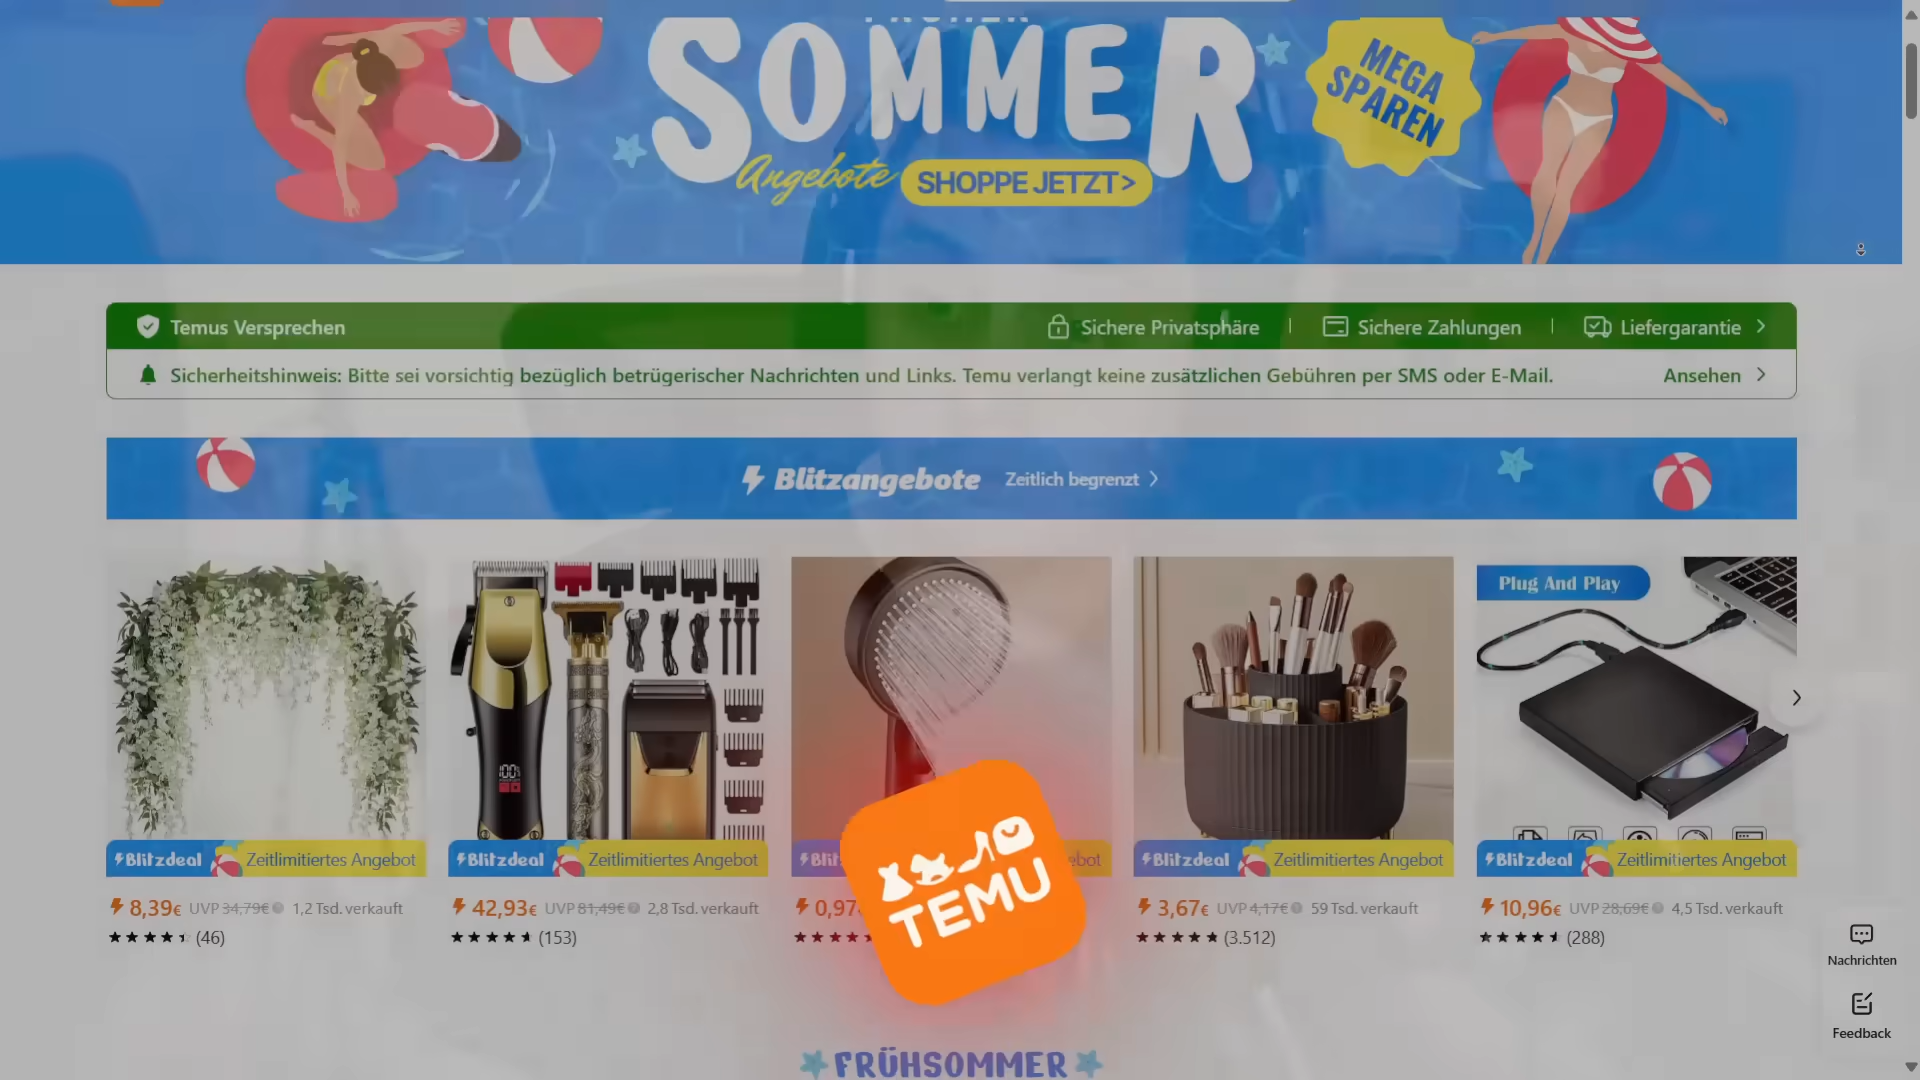 SOMMER
MEGA
SPAREN
Angebote
SHOPPE JETZT>
Temus Versprechen
Sichere Privatsphäre
Sichere Zahlungen
Liefergarantie
Sicherheitshinweis: Bitte sei vorsichtig bezüglich betrügerischer Nachrichten und Links. Temu verlangt keine zusätzlichen Gebühren per SMS oder E-Mail.
Ansehen
Blitzangebote Zeitlich begrenzt
Plug And Play
Blitzdeal Zeitlimitiertes Angebot
Blitzdeal Zeitlimitiertes Angebot
Blitzdeal Zeitlimitiertes Angebot
Blitzdeal Zeitlimitiertes Angebot
8,39€ UVP 34,79€ 1,2 Tsd. verkauft
(46)
42,93€ UVP 81,49€ 2,8 Tsd. verkauft
(153)
0,97
TEMU
3,67€ UVP 4,17€ 59 Tsd. verkauft
(3.512)
10,96€ UVP 28,69€ 4,5 Tsd. verkauft
(288)
Nachrichten
Feedback
FRÜHSOMMER